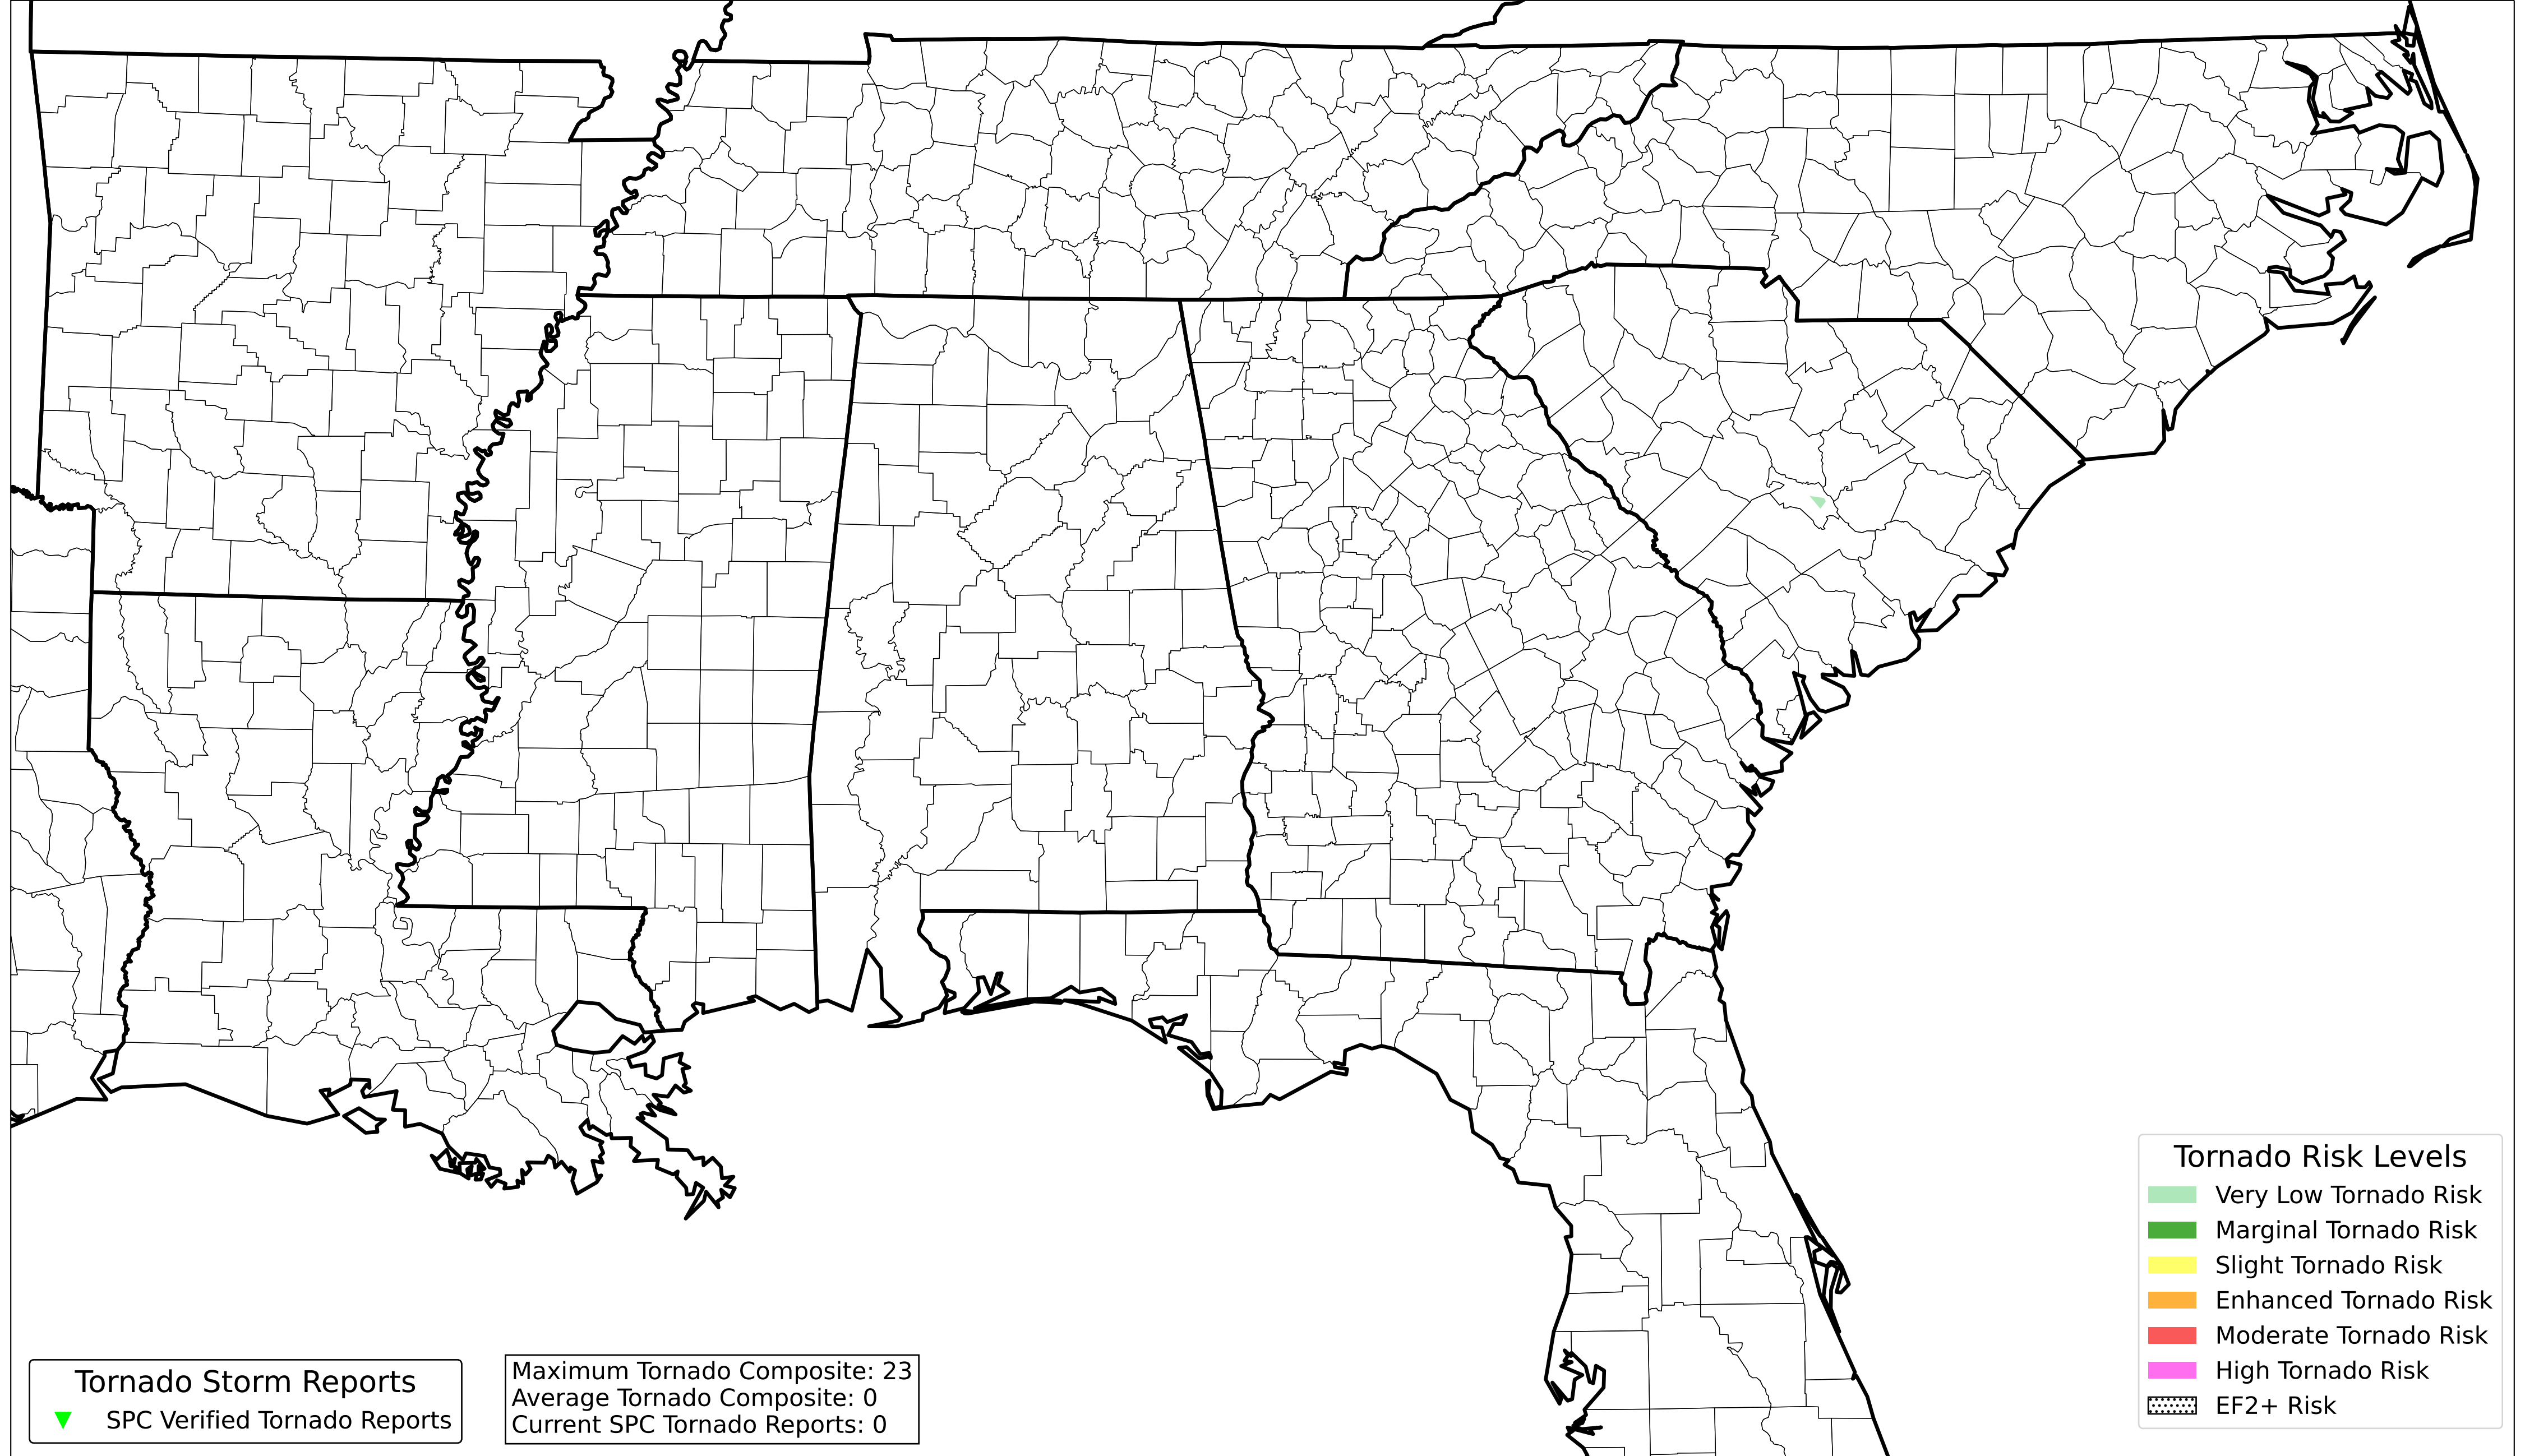 Tornado Risk Levels
Very Low Tornado Risk
Marginal Tornado Risk
Slight Tornado Risk
Enhanced Tornado Risk
Moderate Tornado Risk
High Tornado Risk
EF2+ Risk
Tornado Storm Reports
SPC Verified Tornado Reports
Maximum Tornado Composite: 23
Average Tornado Composite: 0
Current SPC Tornado Reports: 0